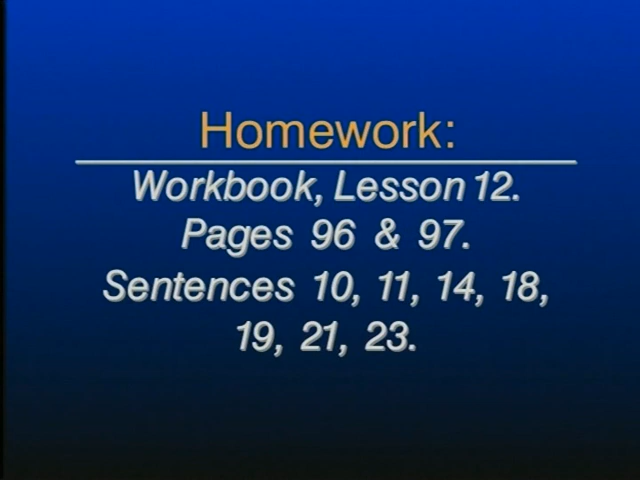 Homework:
Workbook, Lesson 12.
Pages 96 & 97.
Sentences 10, 11, 14, 18,
19, 21, 23.